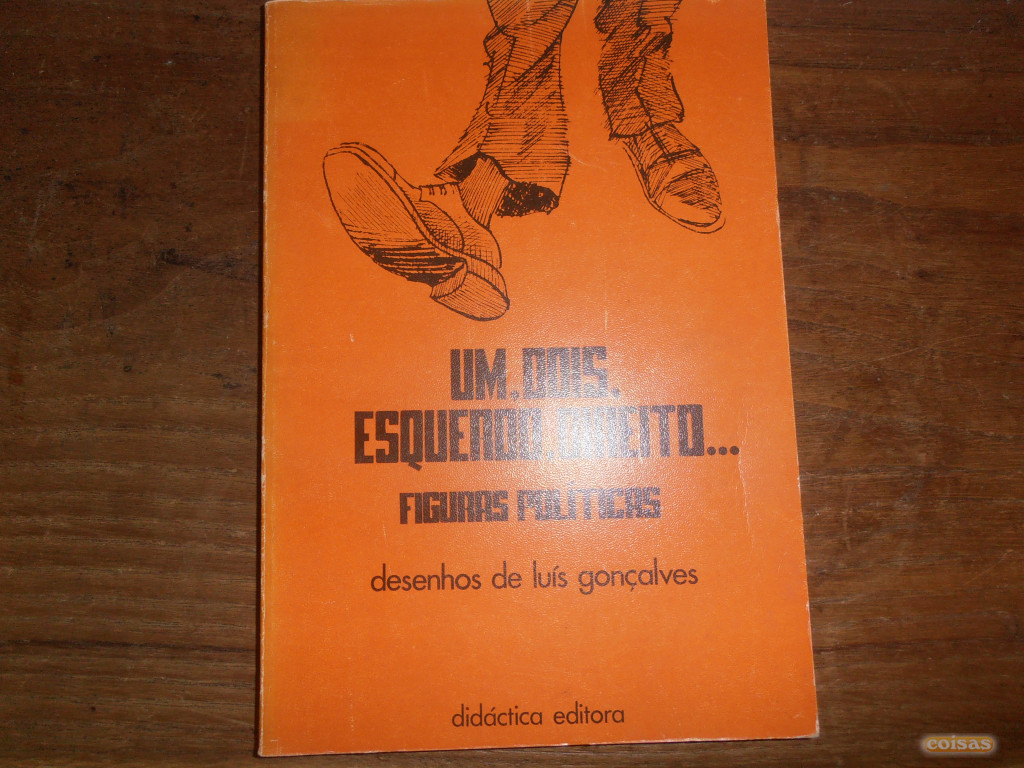 UM, DOIS,
ESQUERDO, DIREITO...
FIGURAS POLÍTICAS
desenhos de luís gonçalves
didáctica editora
coisas